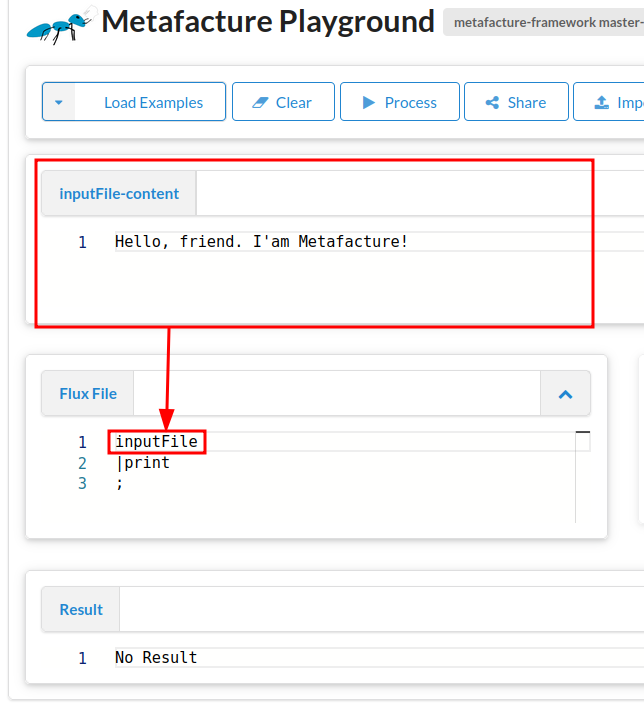 Metafacture Playground
metafacture-framework master-
Load Examples
Clear
Process
Share
Impo
inputFile-content
1 Hello, friend. I'am Metafacture!
Flux File
1 inputFile
2 |print
3 ;
Result
1 No Result